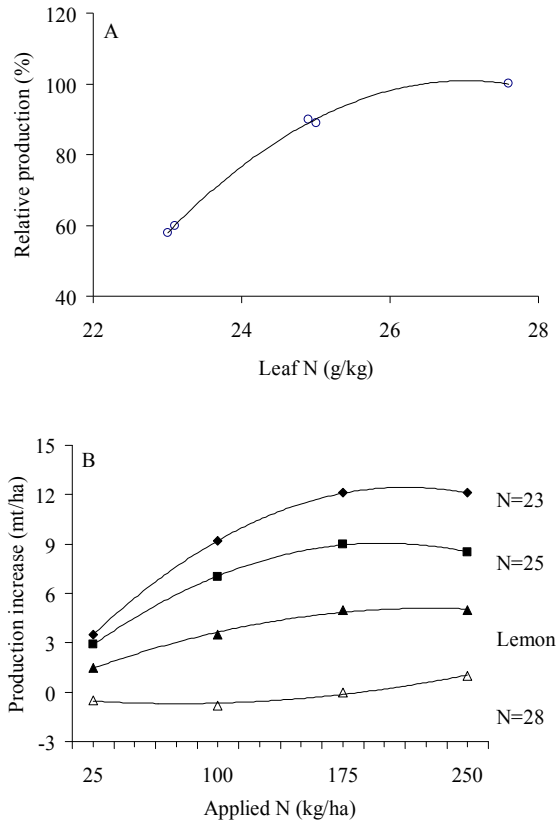 A
120
100
80
60
40
Relative production (%)
22 24 26 28
Leaf N (g/kg)
B
15
12
9
6
3
0
-3
Production increase (mt/ha)
N=23
N=25
Lemon
N=28
25 100 175 250
Applied N (kg/ha)